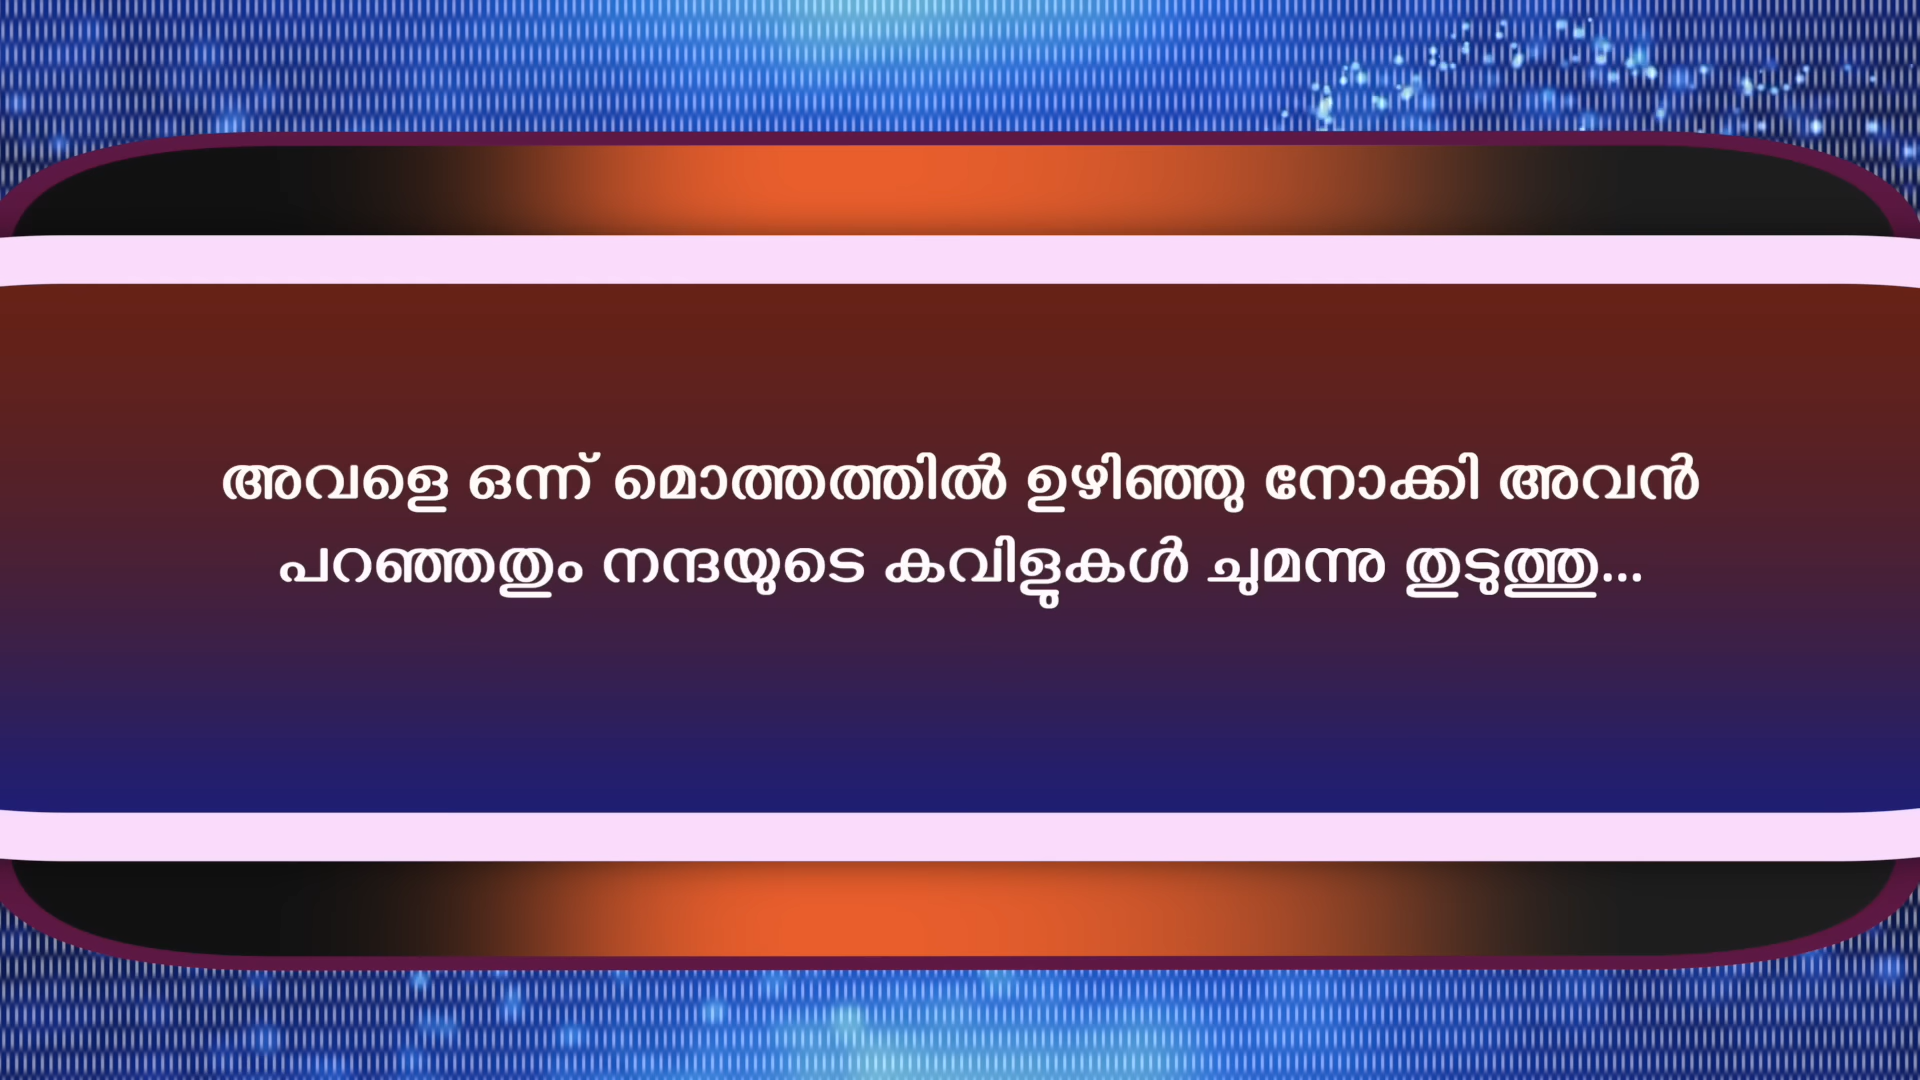 അവളെ ഒന്ന് മൊത്തത്തിൽ ഉഴിഞ്ഞു നോക്കി അവൻ
പറഞ്ഞതും നന്ദയുടെ കവിളുകൾ ചുമന്നു തുടുത്തു...